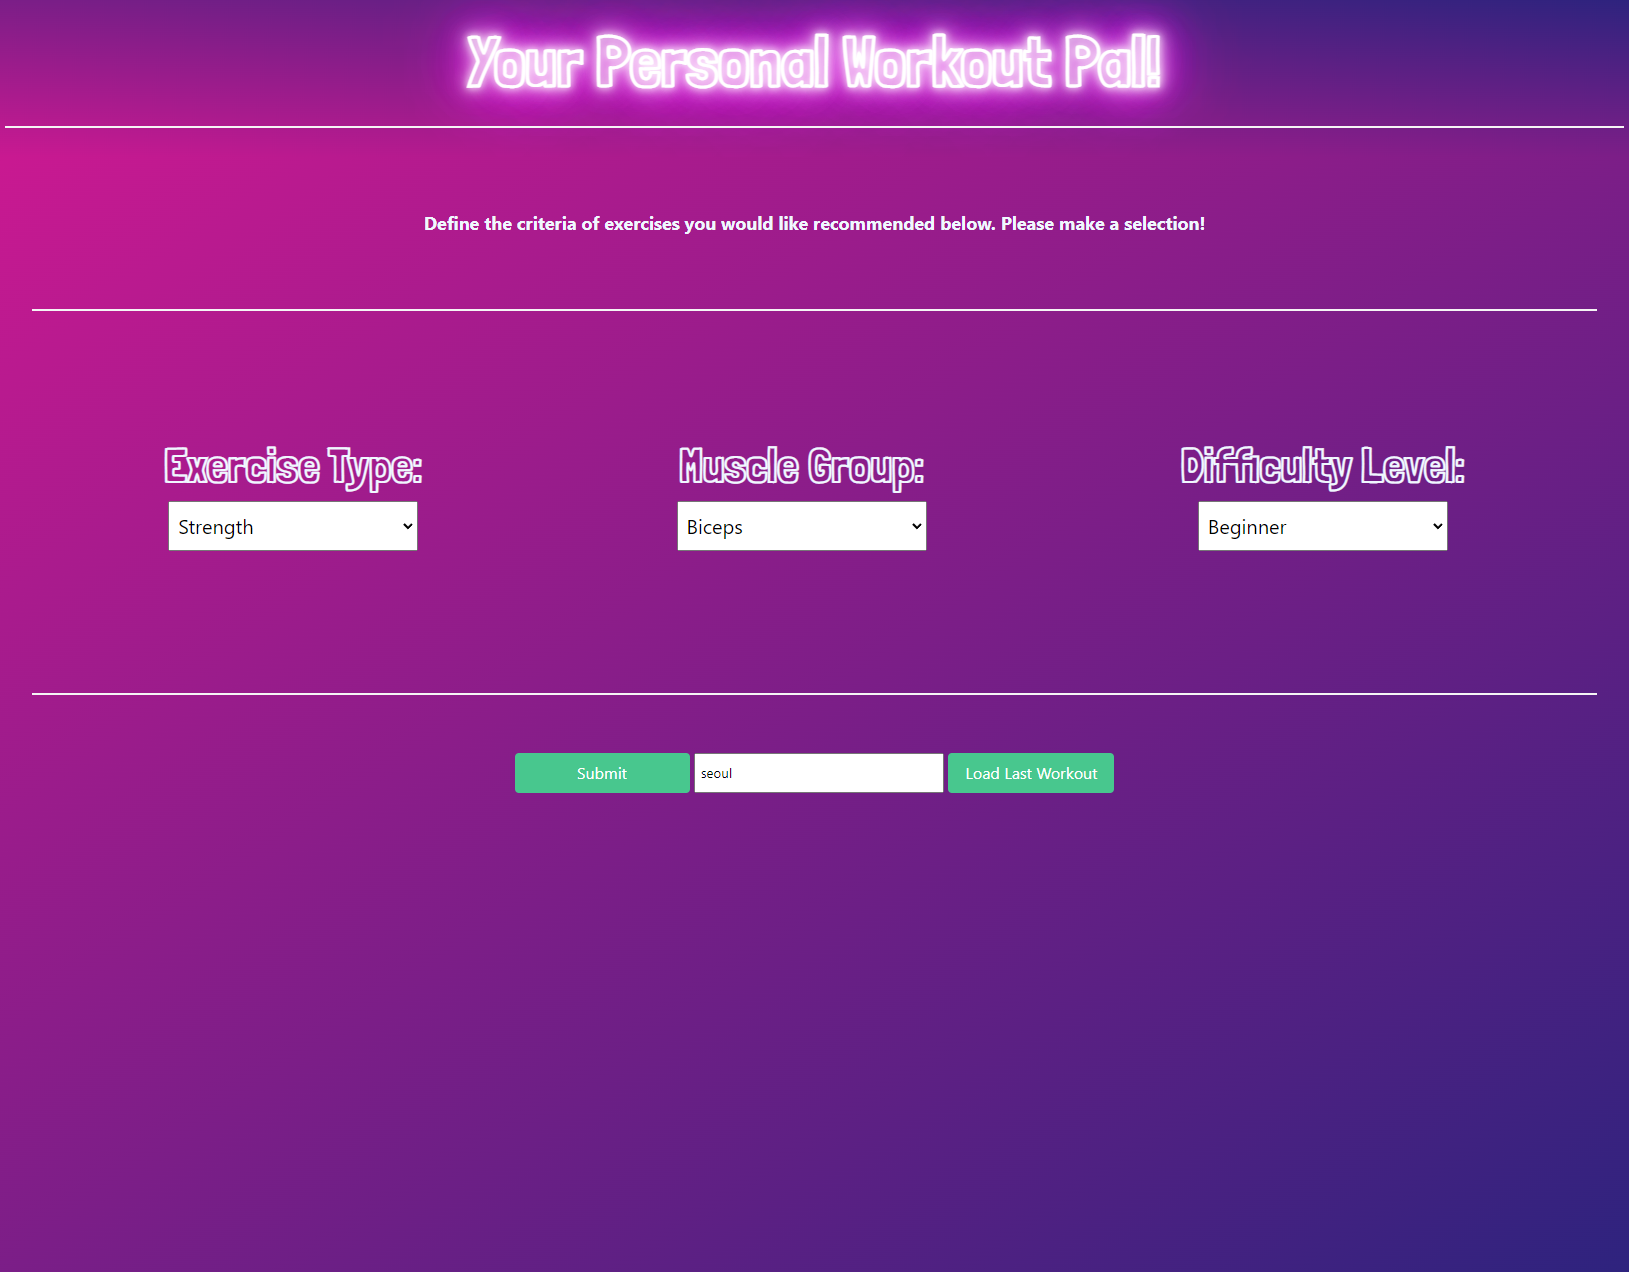 Your Personal Workout Pal!
Define the criteria of exercises you would like recommended below. Please make a selection!
Exercise Type:
Muscle Group:
Difficulty Level:
Strength
Biceps
Beginner
Submit
seoul
Load Last Workout